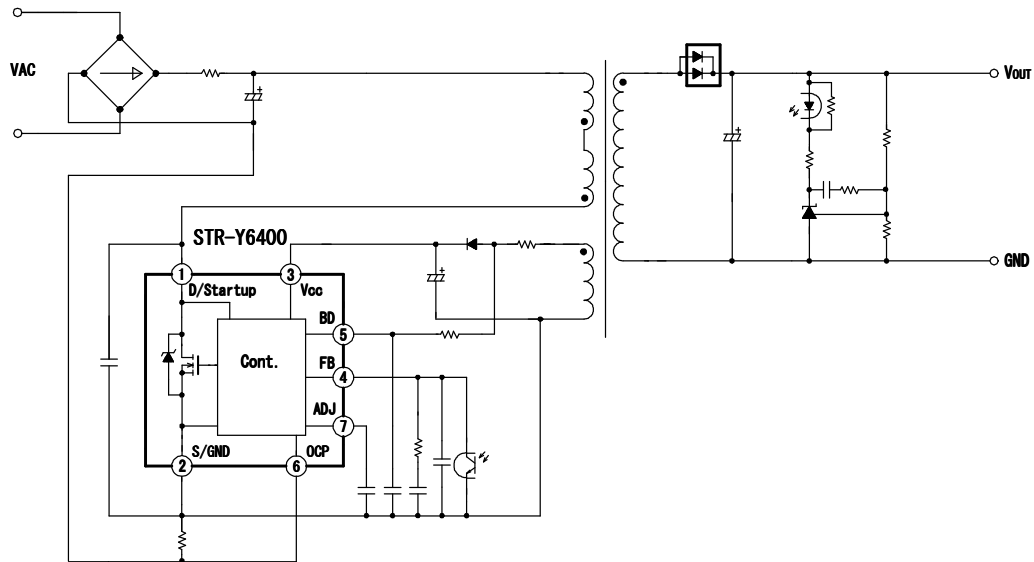 VAC
VOUT
STR-Y6400
1
3
D/Startup
Vcc
GND
BD
5
Cont.
FB
4
ADJ
7
S/GND
OCP
2
6
+
+
+